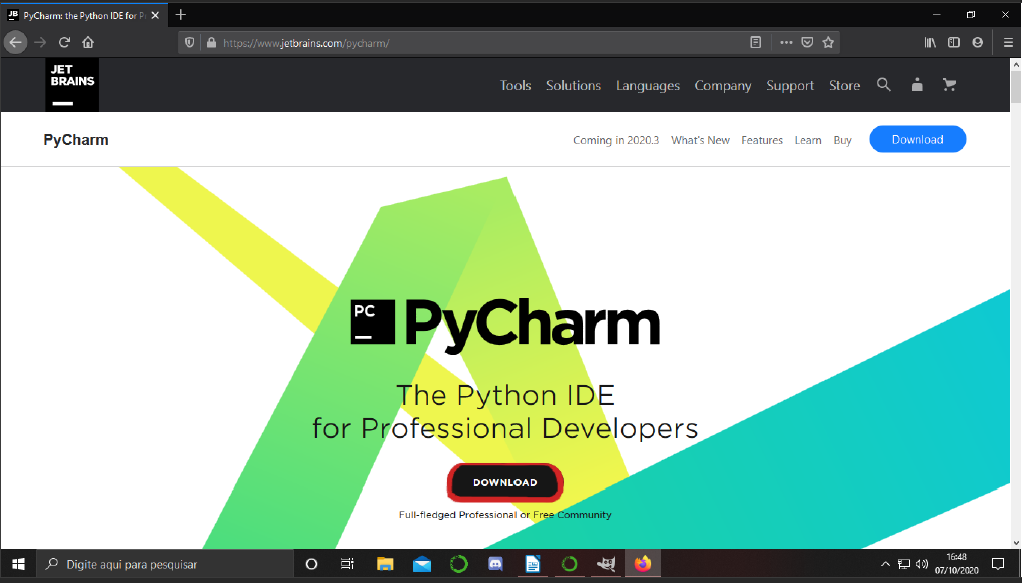 JB PyCharm: the Python IDE for P
https://www.jetbrains.com/pycharm/
JET
BRAINS
Tools Solutions Languages Company Support Store
PyCharm
Coming in 2020.3 What's New Features Learn Buy Download
PC
PyCharm
The Python IDE
for Professional Developers
DOWNLOAD
Full-fledged Professional or Free Community
Digite aqui para pesquisar
16:48
07/10/2020